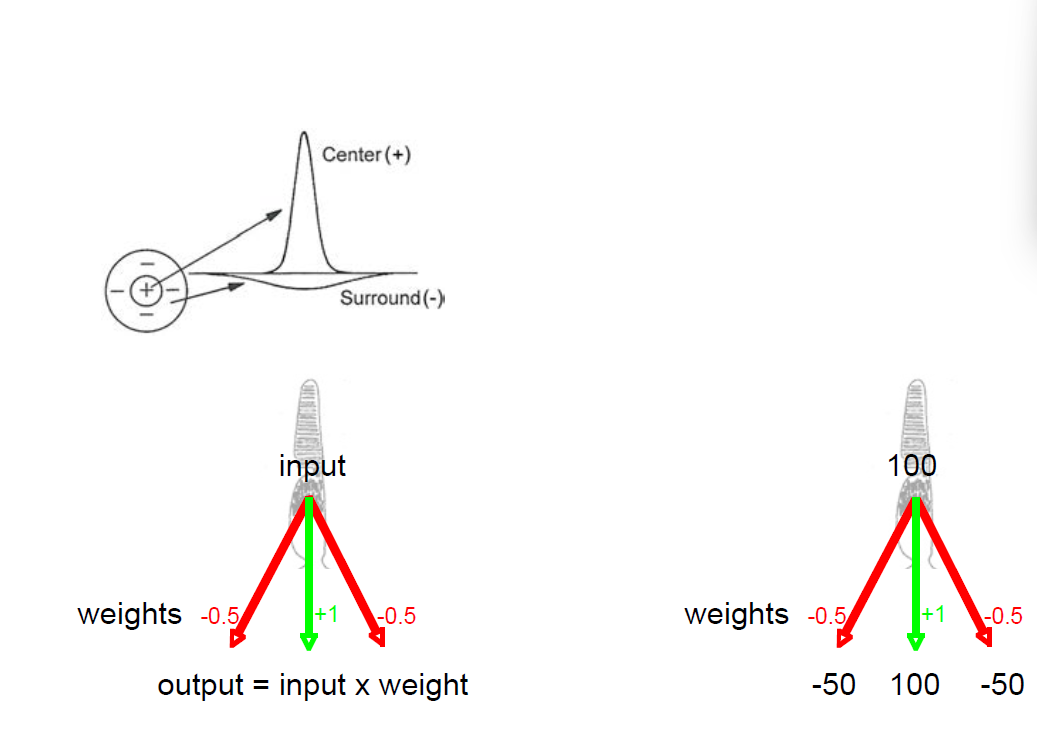 Center (+)
Surround (-)
input
100
weights -0.5 +1 -0.5
weights -0.5 +1 -0.5
output = input x weight
-50 100 -50